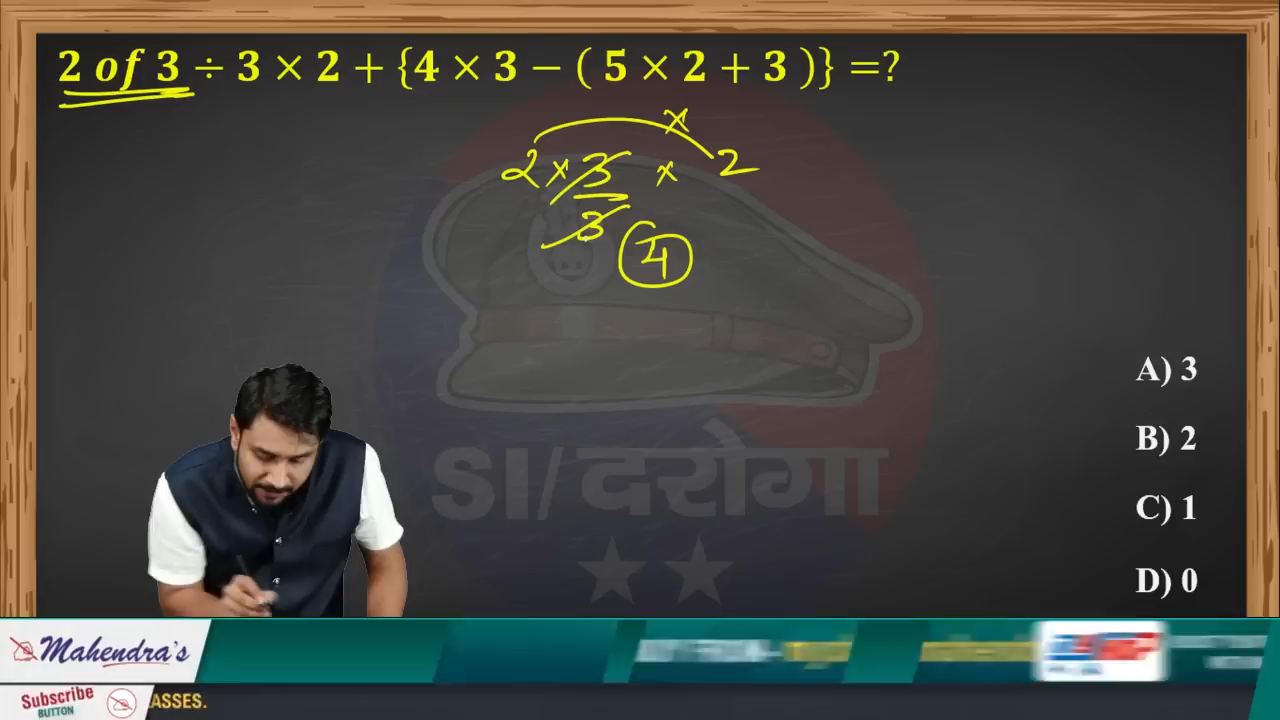 2 of 3 ÷ 3 × 2 + {4 × 3 − ( 5 × 2 + 3 )} =?
x
2 x 3 x 2
3
4
A) 3
B) 2
SI/दरोगा
C) 1
D) 0
Mahendra's
Subscribe
BUTTON
ASSES.